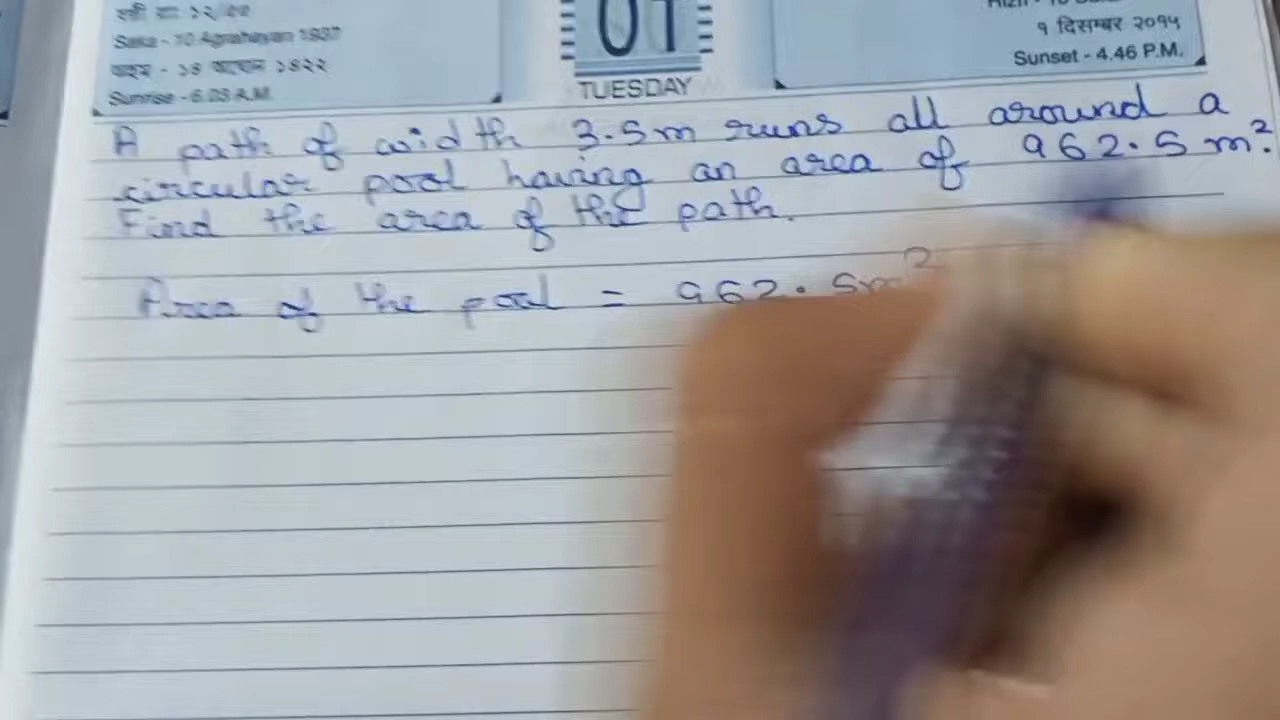 Saka - 10 Agrahayan 1937
Sunrise - 6.03 A.M.
01
TUESDAY
१ दिसम्बर २०१५
Sunset - 4.46 P.M.
A path of width 3.5m runs all around a
circular pool having an area of 962.5 m².
Find the area of the path.
Area of the pool = 962.5m²